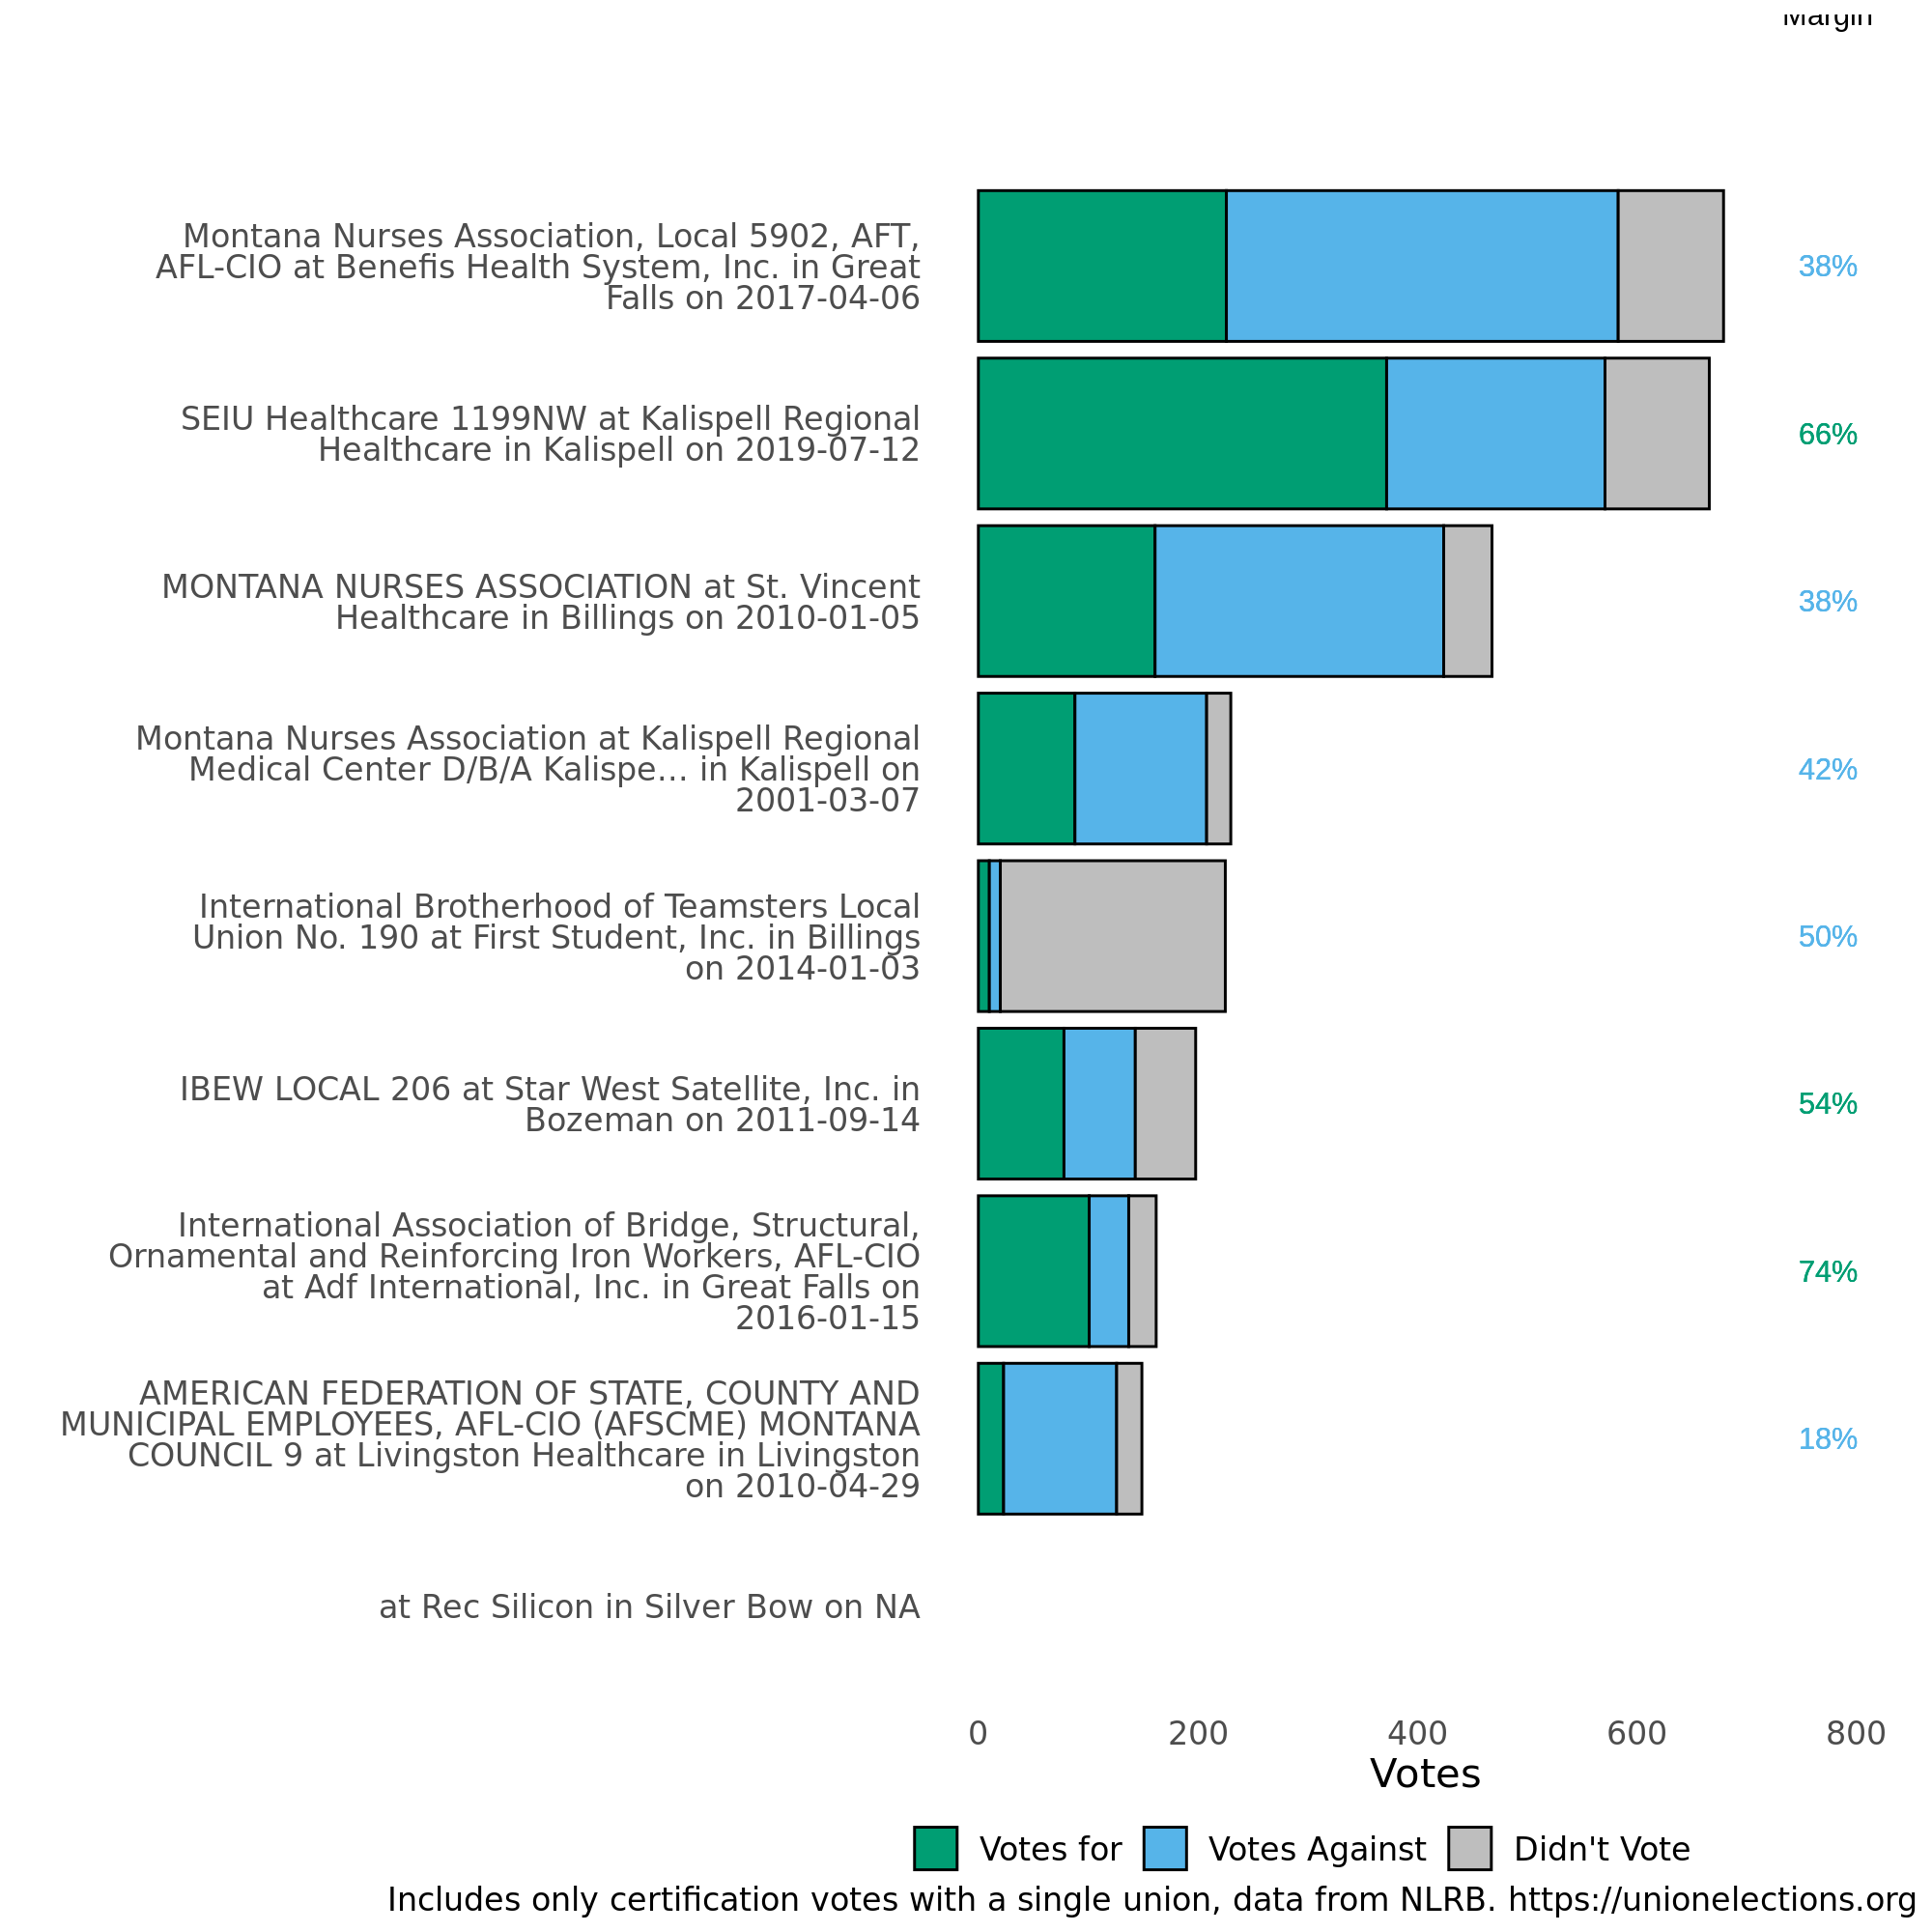 Margin
Montana Nurses Association, Local 5902, AFT,
AFL-CIO at Benefis Health System, Inc. in Great
Falls on 2017-04-06
38%
SEIU Healthcare 1199NW at Kalispell Regional
Healthcare in Kalispell on 2019-07-12
66%
MONTANA NURSES ASSOCIATION at St. Vincent
Healthcare in Billings on 2010-01-05
38%
Montana Nurses Association at Kalispell Regional
Medical Center D/B/A Kalispe... in Kalispell on
2001-03-07
42%
International Brotherhood of Teamsters Local
Union No. 190 at First Student, Inc. in Billings
on 2014-01-03
50%
IBEW LOCAL 206 at Star West Satellite, Inc. in
Bozeman on 2011-09-14
54%
International Association of Bridge, Structural,
Ornamental and Reinforcing Iron Workers, AFL-CIO
at Adf International, Inc. in Great Falls on
2016-01-15
74%
AMERICAN FEDERATION OF STATE, COUNTY AND
MUNICIPAL EMPLOYEES, AFL-CIO (AFSCME) MONTANA
COUNCIL 9 at Livingston Healthcare in Livingston
on 2010-04-29
18%
at Rec Silicon in Silver Bow on NA
0 200 400 600 800
Votes
Votes for Votes Against Didn't Vote
Includes only certification votes with a single union, data from NLRB. https://unionelections.org